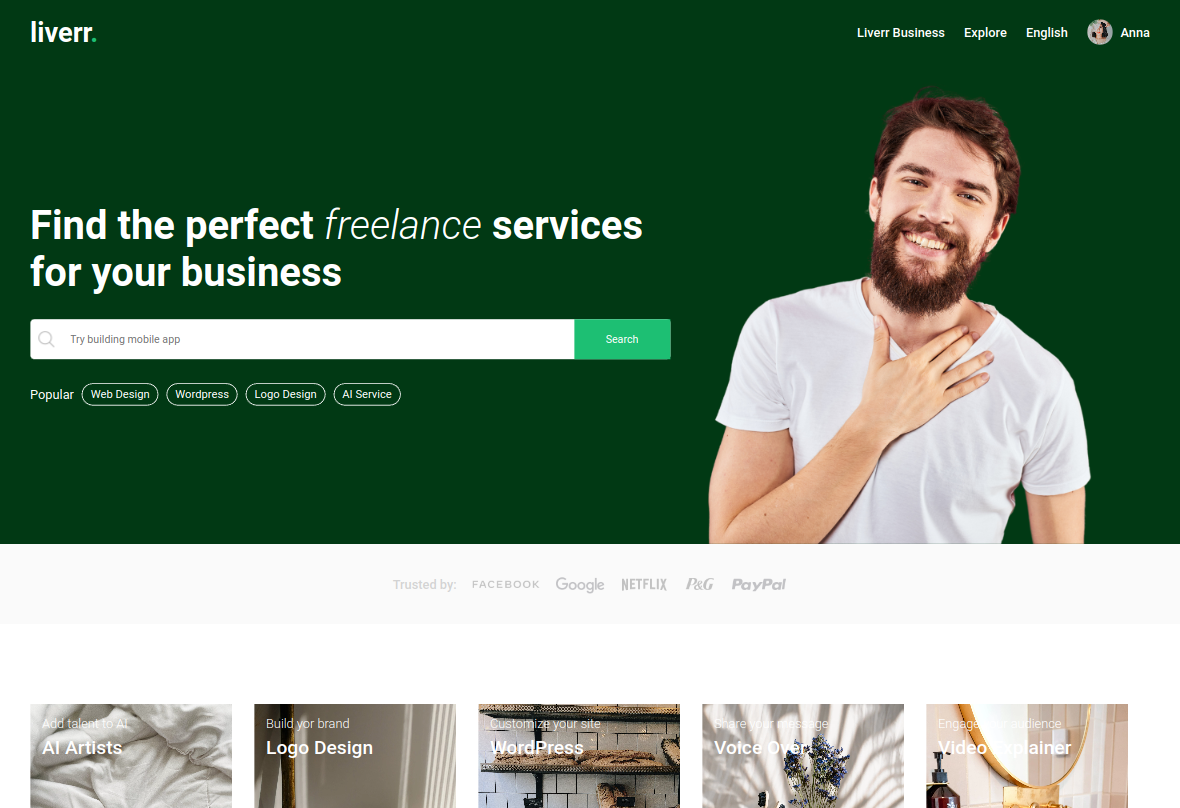 liverr.
Liverr Business Explore English Anna
Find the perfect freelance services
for your business
Try building mobile app Search
Popular Web Design Wordpress Logo Design AI Service
Trusted by: FACEBOOK Google NETFLIX P&G PayPal
Add talent to AI
AI Artists
Build yor brand
Logo Design
Customize your site
WordPress
Share your message
Voice Over
Engage audience
Video Explainer